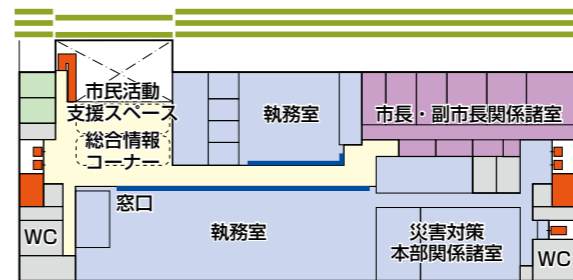 市民活動
支援スペース
総合情報
コーナー
執務室
市長・副市長関係諸室
窓口
WC
執務室
災害対策
本部関係諸室
WC